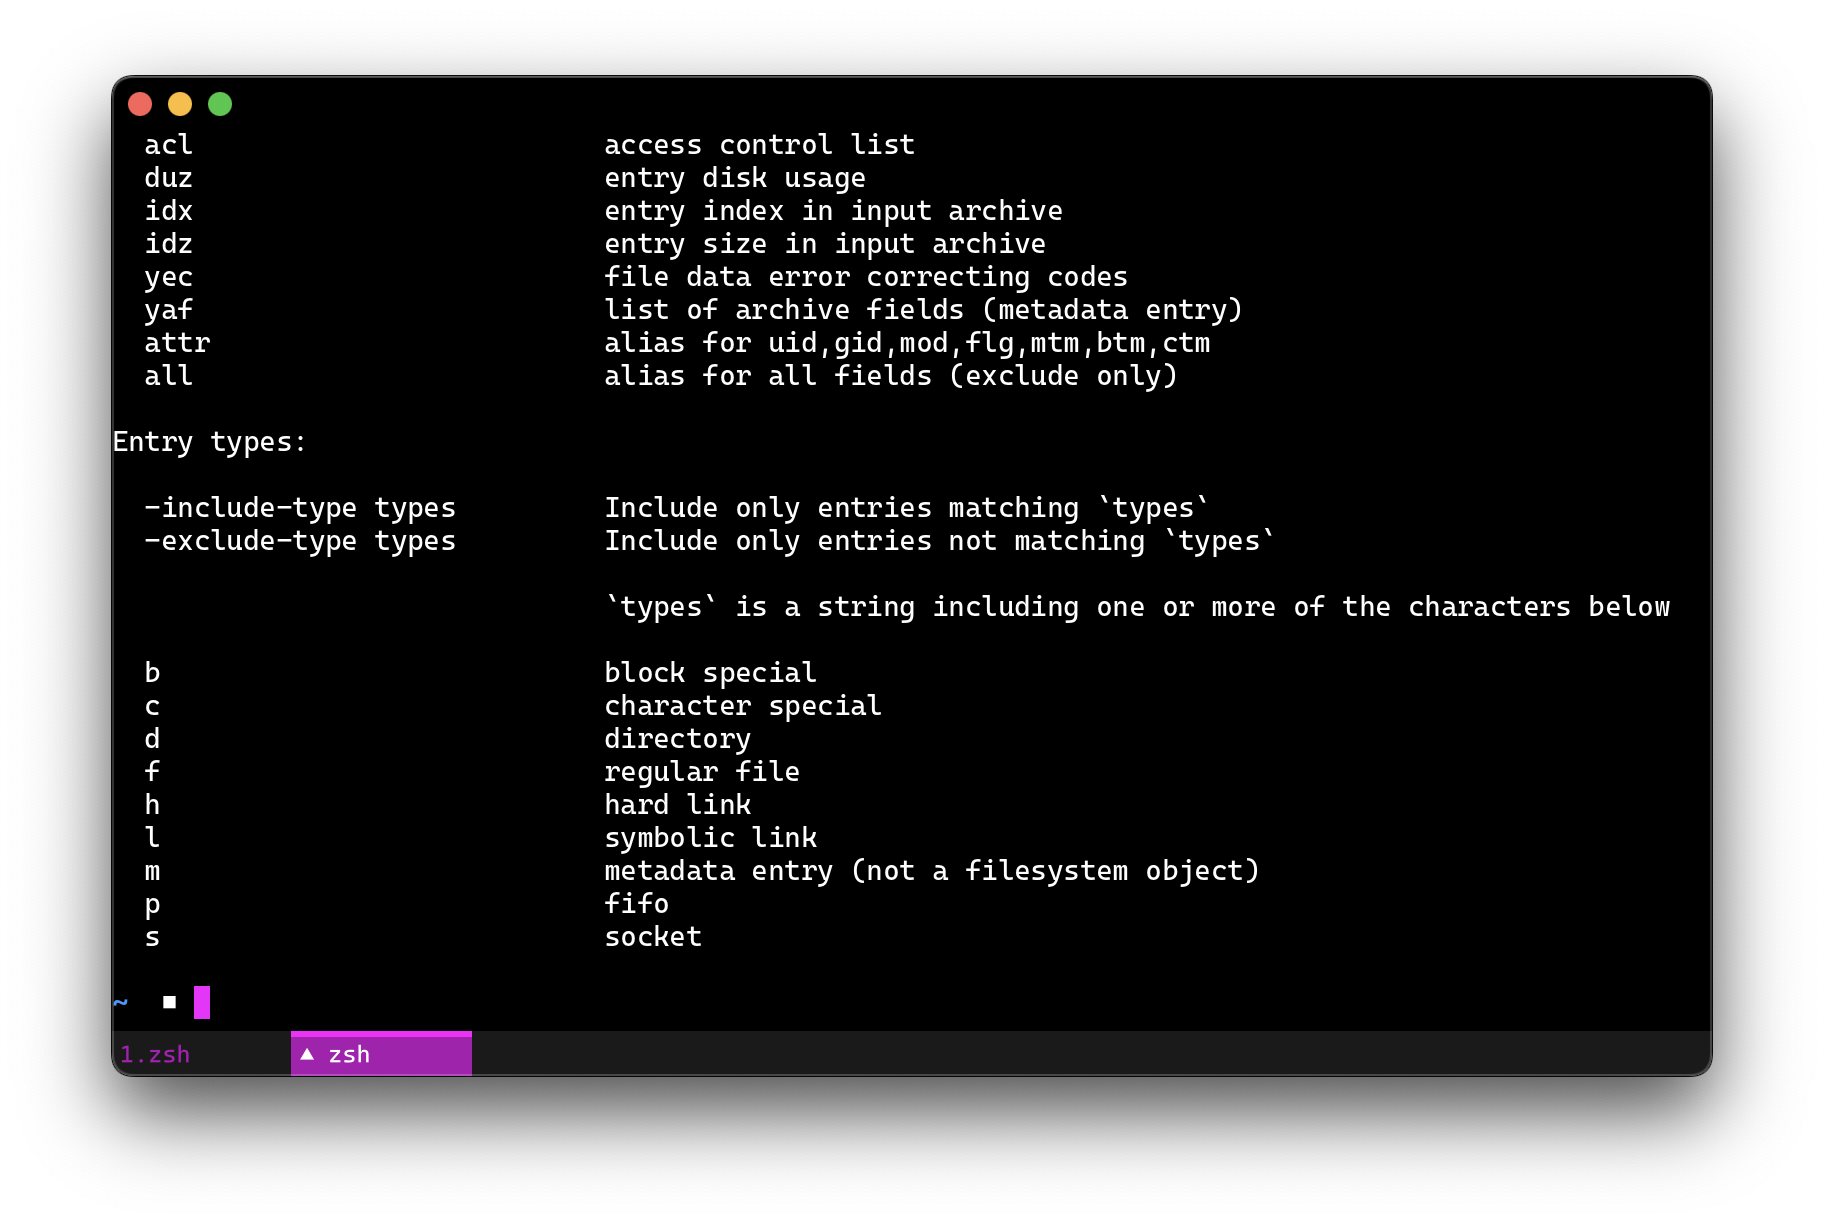 acl                         access control list
duz                         entry disk usage
idx                         entry index in input archive
idz                         entry size in input archive
yec                         file data error correcting codes
yaf                         list of archive fields (metadata entry)
attr                        alias for uid,gid,mod,flg,mtm,btm,ctm
all                         alias for all fields (exclude only)
Entry types:
-include-type types         Include only entries matching `types`
-exclude-type types         Include only entries not matching `types`
`types` is a string including one or more of the characters below
b                           block special
c                           character special
d                           directory
f                           regular file
h                           hard link
l                           symbolic link
m                           metadata entry (not a filesystem object)
p                           fifo
s                           socket
~  ■
1.zsh  ▲ zsh